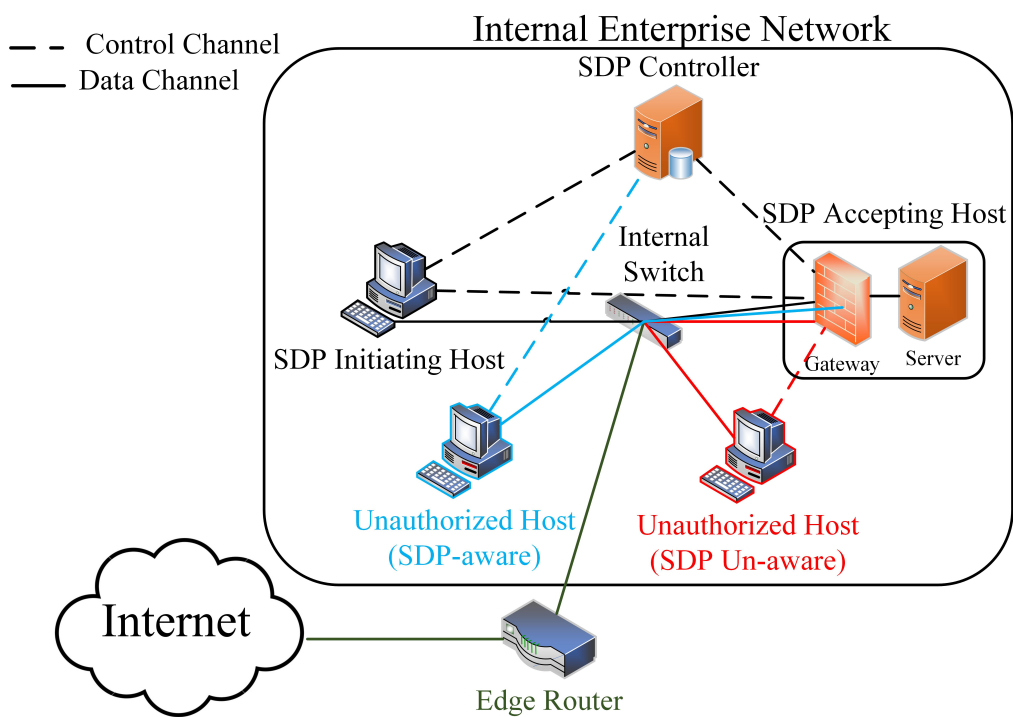 Internal Enterprise Network
Control Channel
Data Channel
SDP Controller
SDP Accepting Host
Internal
Switch
SDP Initiating Host
Gateway
Server
Unauthorized Host
(SDP-aware)
Unauthorized Host
(SDP Un-aware)
Internet
Edge Router